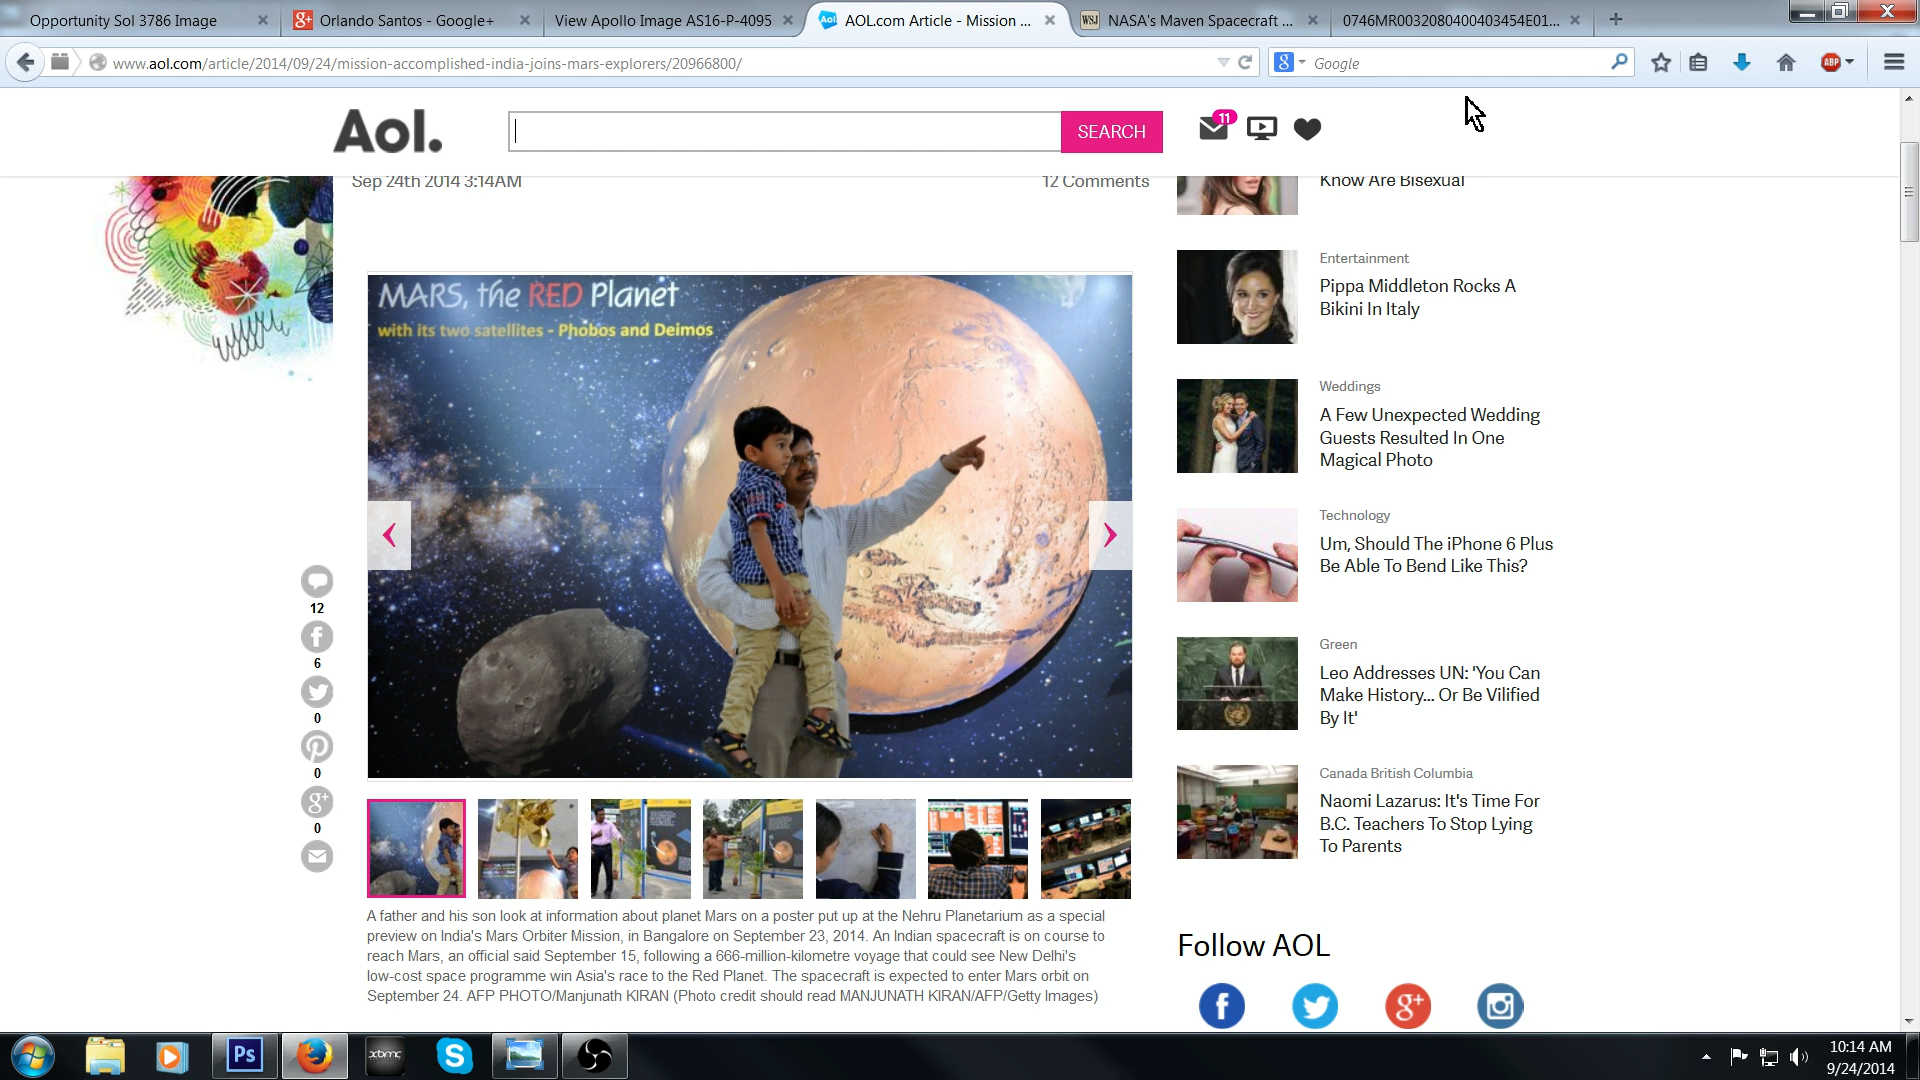 Opportunity Sol 3786 Image
Orlando Santos - Google+
View Apollo Image AS16-P-4095
AOL.com Article - Mission ...
NASA's Maven Spacecraft ...
0746MR0032080400403454E01...
www.aol.com/article/2014/09/24/mission-accomplished-india-joins-mars-explorers/20966800/
Google
ABP
Aol.
SEARCH
11
Sep 24th 2014 3:14AM
12 Comments
MARS, the RED Planet
with its two satellites - Phobos and Deimos
12
6
0
0
0
A father and his son look at information about planet Mars on a poster put up at the Nehru Planetarium as a special
preview on India's Mars Orbiter Mission, in Bangalore on September 23, 2014. An Indian spacecraft is on course to
reach Mars, an official said September 15, following a 666-million-kilometre voyage that could see New Delhi's
low-cost space programme win Asia's race to the Red Planet. The spacecraft is expected to enter Mars orbit on
September 24. AFP PHOTO/Manjunath KIRAN (Photo credit should read MANJUNATH KIRAN/AFP/Getty Images)
Know Are Bisexual
Entertainment
Pippa Middleton Rocks A
Bikini In Italy
Weddings
A Few Unexpected Wedding
Guests Resulted In One
Magical Photo
Technology
Um, Should The iPhone 6 Plus
Be Able To Bend Like This?
Green
Leo Addresses UN: 'You Can
Make History... Or Be Vilified
By It'
Canada British Columbia
Naomi Lazarus: It's Time For
B.C. Teachers To Stop Lying
To Parents
Follow AOL
Ps
xbmc
10:14 AM
9/24/2014